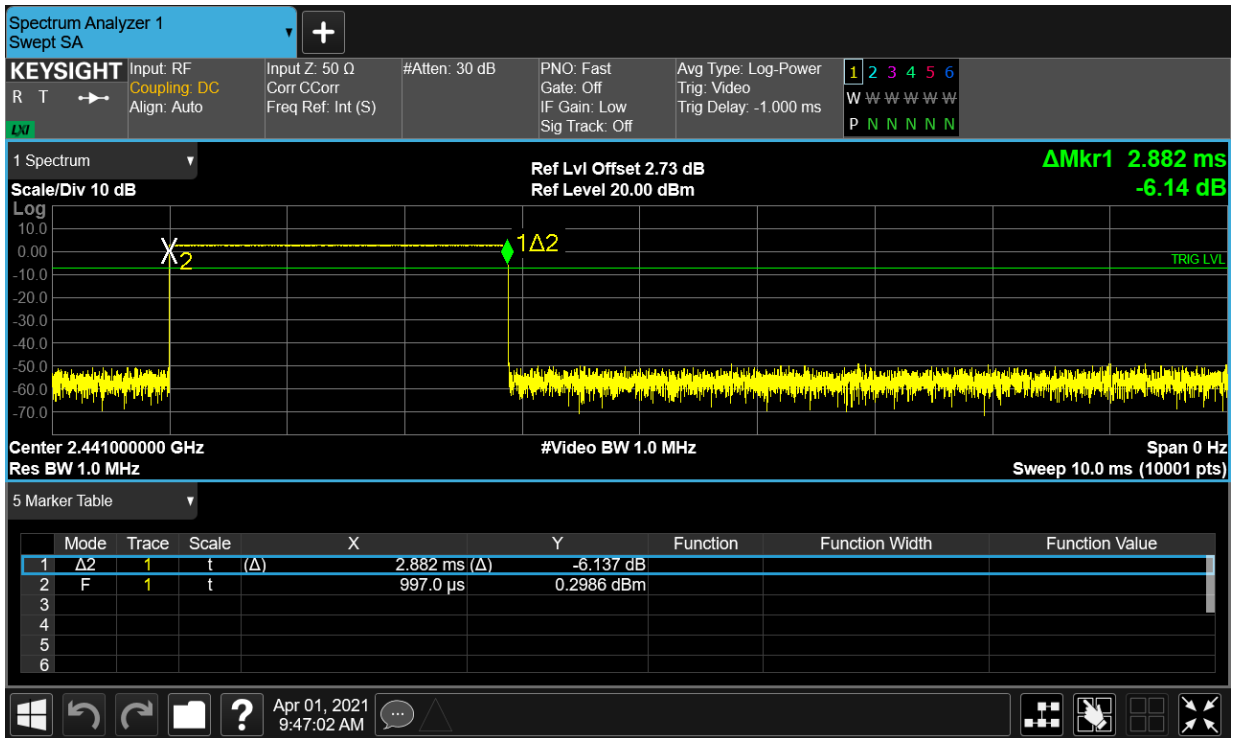 Spectrum Analyzer 1
Swept SA
KEYSIGHT
R T
LXI
Input: RF
Coupling: DC
Align: Auto
Input Z: 50 Ω
Corr CCorr
Freq Ref: Int (S)
#Atten: 30 dB
PNO: Fast
Gate: Off
IF Gain: Low
Sig Track: Off
Avg Type: Log-Power
Trig: Video
Trig Delay: -1.000 ms
1 2 3 4 5 6
W W W W W W
P N N N N N
1 Spectrum
Scale/Div 10 dB
Ref Lvl Offset 2.73 dB
Ref Level 20.00 dBm
ΔMkr1 2.882 ms
-6.14 dB
Log
10.0
0.00
-10.0
-20.0
-30.0
-40.0
-50.0
-60.0
-70.0
2
1Δ2
TRIG LVL
Center 2.441000000 GHz
Res BW 1.0 MHz
#Video BW 1.0 MHz
Span 0 Hz
Sweep 10.0 ms (10001 pts)
5 Marker Table
Mode Trace Scale X Y Function Function Width Function Value
1 Δ2 1 t (Δ) 2.882 ms (Δ) -6.137 dB
2 F 1 t 997.0 µs 0.2986 dBm
3
4
5
6
?
Apr 01, 2021
9:47:02 AM